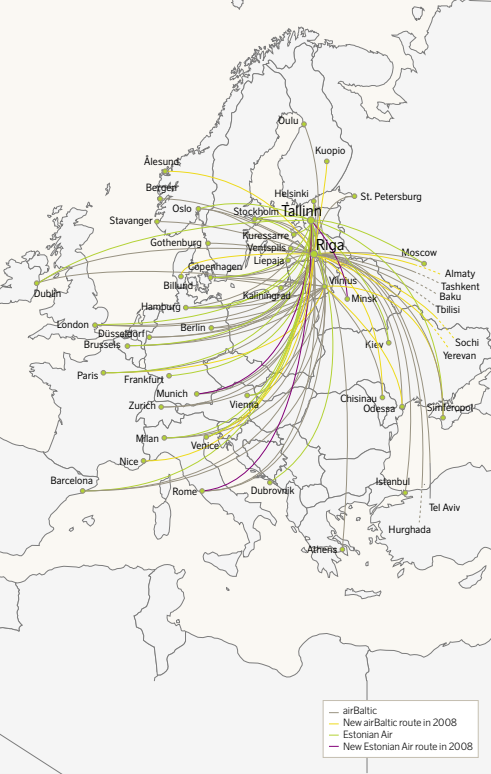 Oulu
Kuopio
Ålesund
Bergen
Helsinki
St. Petersburg
Oslo
Stockholm
Tallinn
Stavanger
Kuressarre
Gothenburg
Ventspils
Riga
Liepaja
Moscow
Copenhagen
Almaty
Billund
Vilnius
Tashkent
Dublin
Kaliningrad
Minsk
Baku
Hamburg
Tbilisi
London
Berlin
Düsseldorf
Brussels
Kiev
Sochi
Yerevan
Paris
Frankfurt
Munich
Chisinau
Zurich
Vienna
Odessa
Simferopol
Milan
Venice
Nice
Barcelona
Rome
Dubrovnik
Istanbul
Tel Aviv
Hurghada
Athens
airBaltic
New airBaltic route in 2008
Estonian Air
New Estonian Air route in 2008